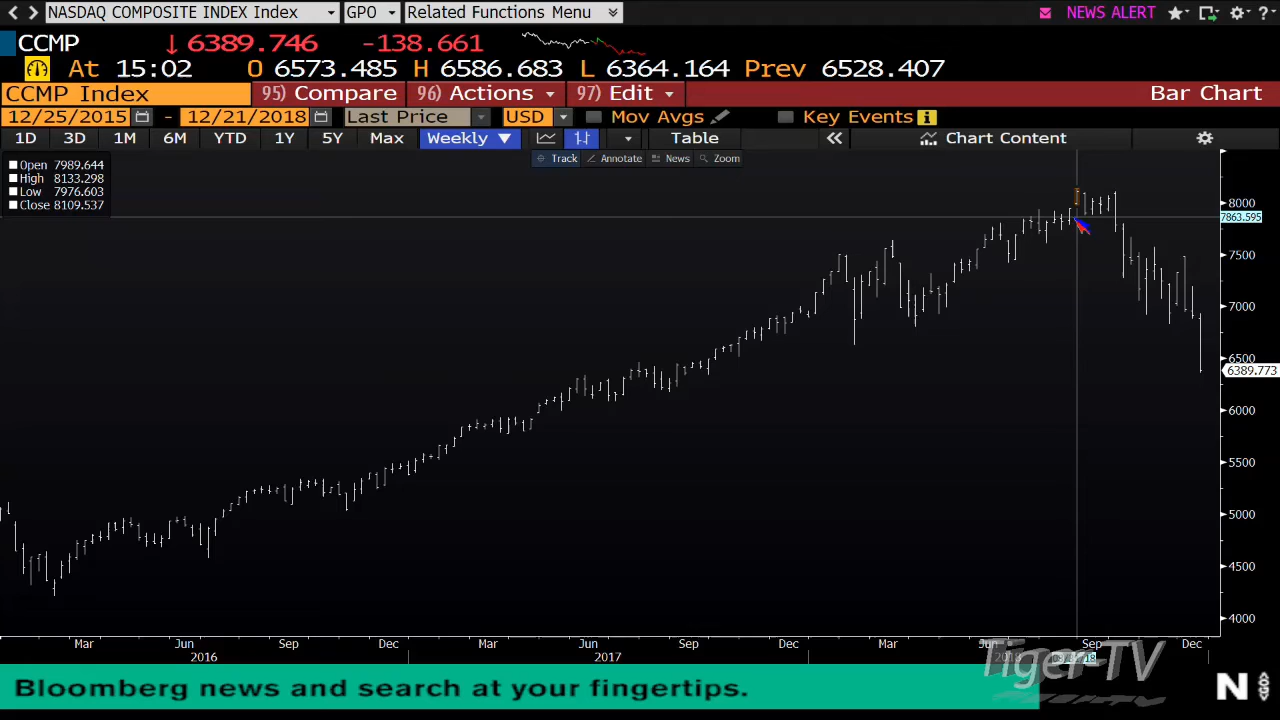 NASDAQ COMPOSITE INDEX Index GPO Related Functions Menu NEWS ALERT ?
CCMP 6389.746 -138.661
At 15:02 O 6573.485 H 6586.683 L 6364.164 Prev 6528.407
CCMP Index 95) Compare 96) Actions 97) Edit Bar Chart
12/25/2015 - 12/21/2018 Last Price USD Mov Avgs Key Events
1D 3D 1M 6M YTD 1Y 5Y Max Weekly Table Chart Content
Track Annotate News Zoom
Open 7989.644
High 8133.298
Low 7976.603
Close 8109.537
8000
7863.595
7500
7000
6500
6389.773
6000
5500
5000
4500
4000
Mar Jun Sep Dec Mar Jun Sep Dec Mar Jun Sep Dec
2016 2017 2018
Tiger-TV
Bloomberg news and search at your fingertips.